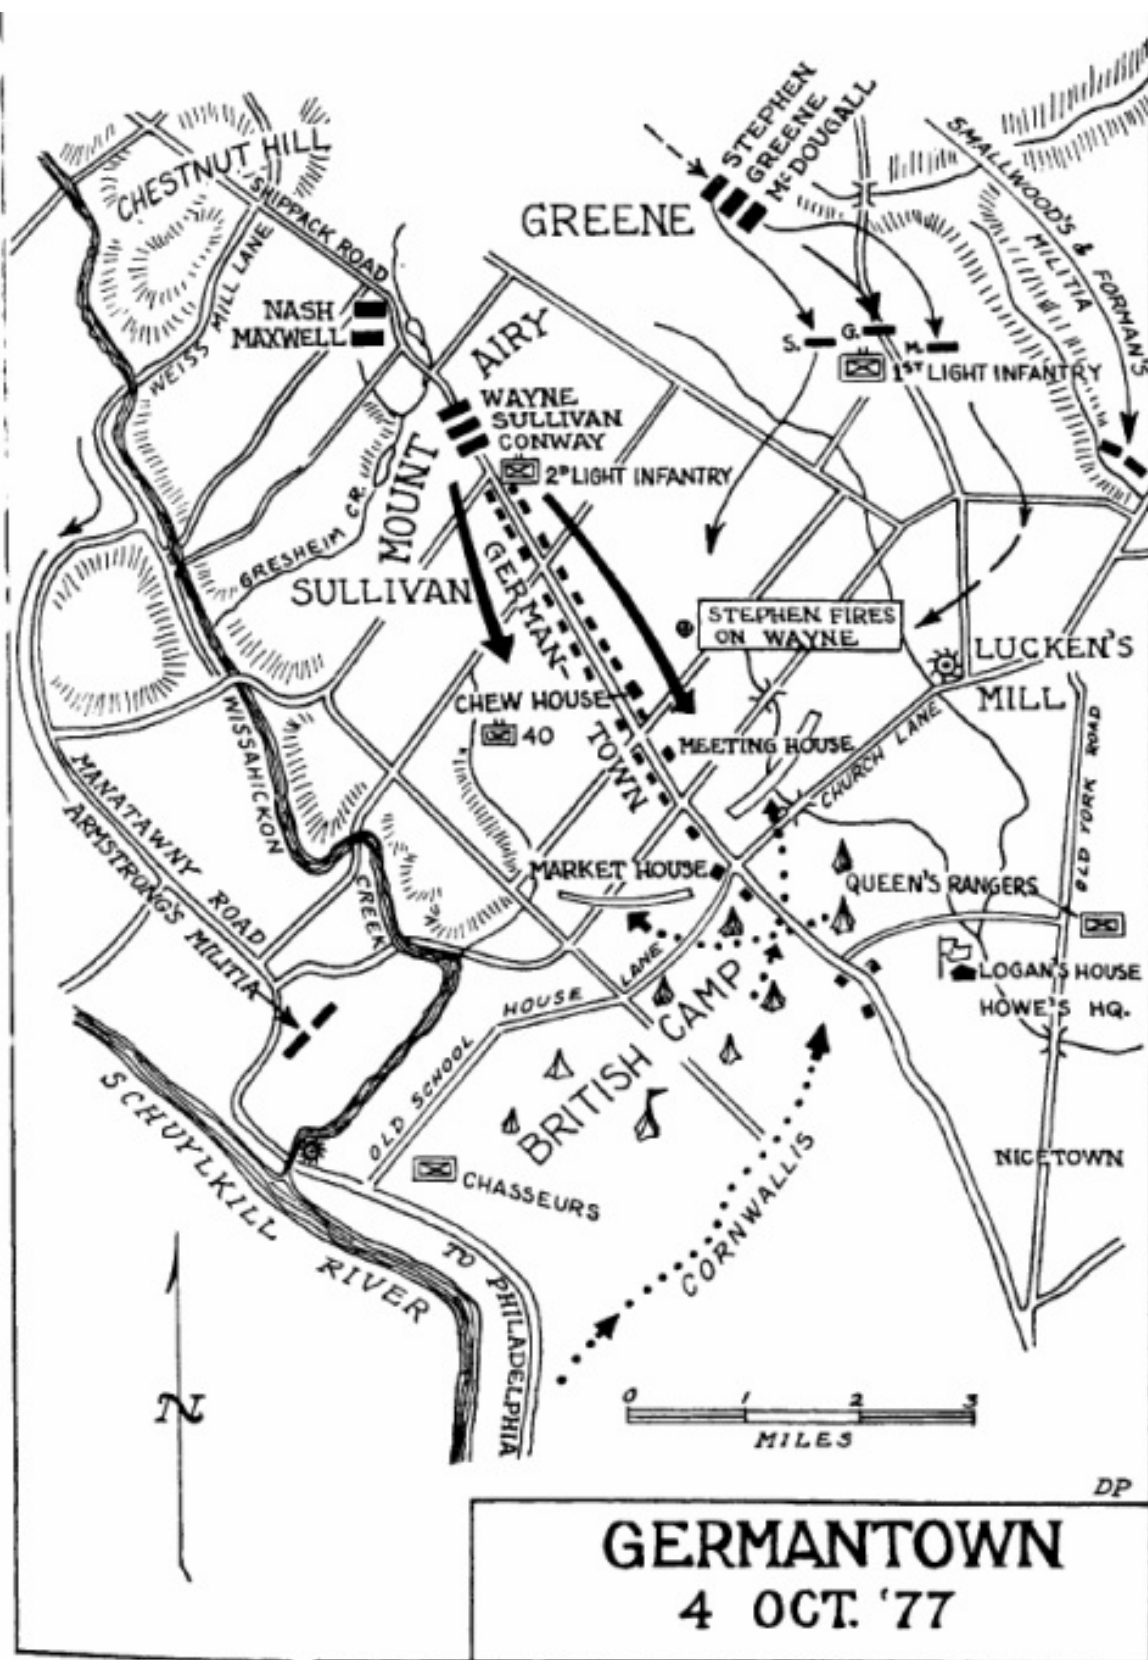 CHESTNUT HILL
SHIPPACK ROAD
WEISS MILL LANE
NASH
MAXWELL
STEPHEN
GREENE
McDOUGALL
GREENE
SMALLWOOD'S & FORMAN'S
MILITIA
S.
G.
M.
1ST LIGHT INFANTRY
MOUNT AIRY
WAYNE
SULLIVAN
CONWAY
2D LIGHT INFANTRY
GRESHEIM CR.
SULLIVAN
GERMAN-
TOWN
STEPHEN FIRES
ON WAYNE
LUCKEN'S
MILL
CHEW HOUSE
40
MEETING HOUSE
CHURCH LANE
OLD YORK ROAD
WISSAHICKON
CREEK
MANATAWNY ROAD
ARMSTRONG'S MILITIA
MARKET HOUSE
QUEEN'S RANGERS
LOGAN'S HOUSE
HOWE'S HQ.
OLD SCHOOL HOUSE LANE
BRITISH CAMP
CHASSEURS
CORNWALLIS
NICETOWN
SCHUYLKILL RIVER
TO PHILADELPHIA
N
0 1 2 3
MILES
DP
GERMANTOWN
4 OCT. '77